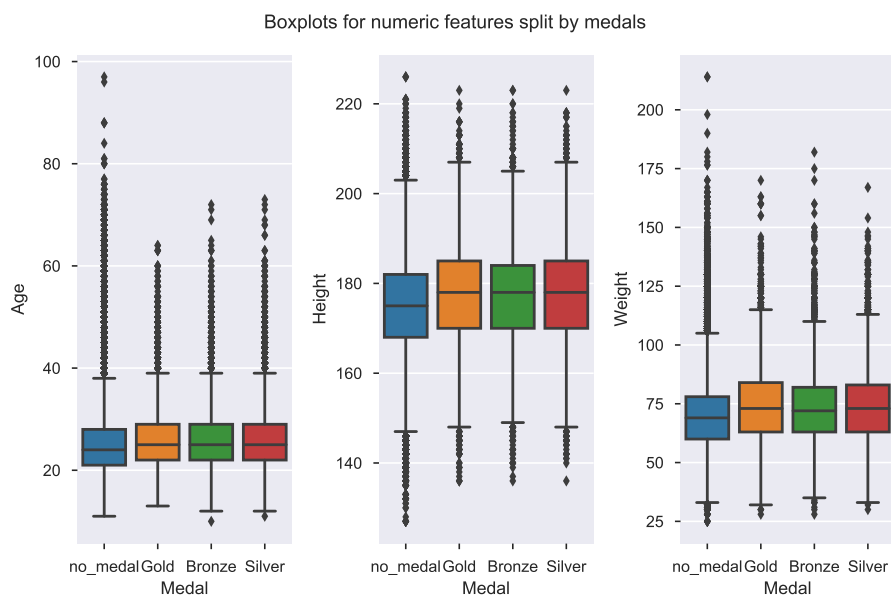 Boxplots for numeric features split by medals
Age
100
80
60
40
20
no_medal Gold Bronze Silver
Medal
Height
220
200
180
160
140
no_medal Gold Bronze Silver
Medal
Weight
200
175
150
125
100
75
50
25
no_medal Gold Bronze Silver
Medal